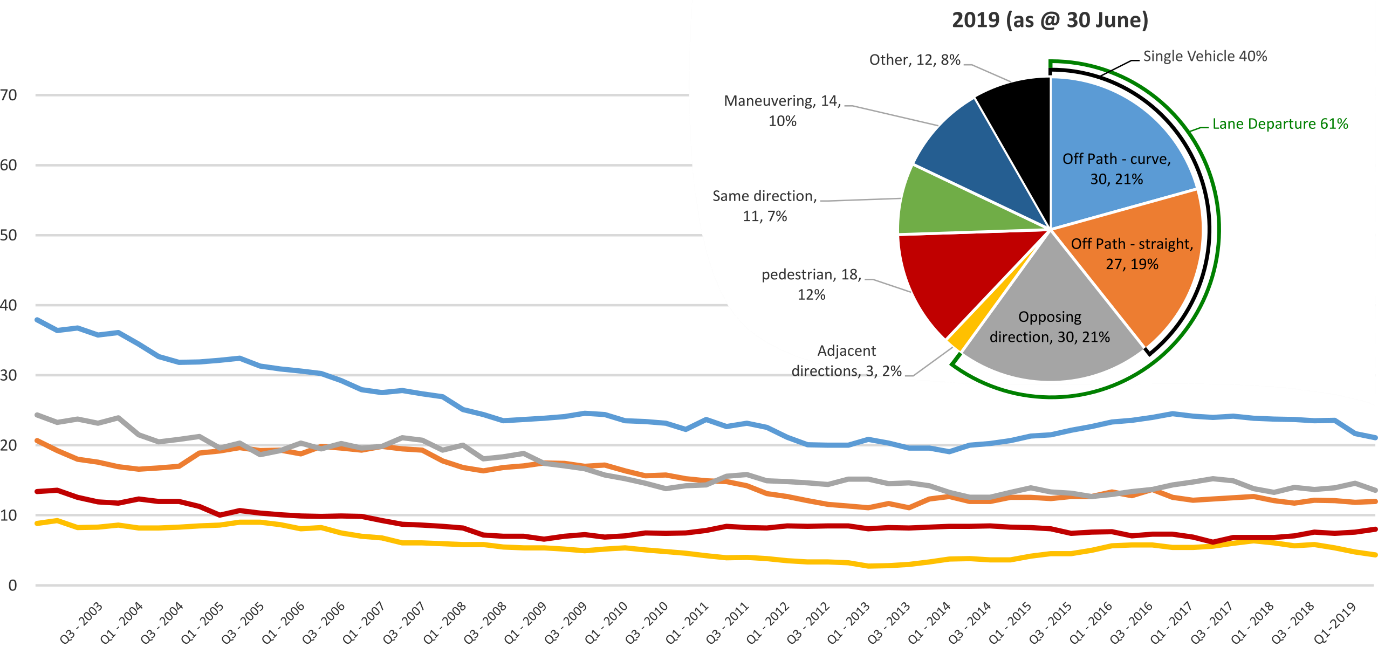 2019 (as @ 30 June)
Single Vehicle 40%
Other, 12, 8%
Lane Departure 61%
Maneuvering, 14,
10%
Off Path - curve,
30, 21%
Same direction,
11, 7%
Off Path - straight,
27, 19%
pedestrian, 18,
12%
Opposing
direction, 30, 21%
Adjacent
directions, 3, 2%
70
60
50
40
30
20
10
0
Q3 - 2003
Q1 - 2004
Q3 - 2004
Q1 - 2005
Q3 - 2005
Q1 - 2006
Q3 - 2006
Q1 - 2007
Q3 - 2007
Q1 - 2008
Q3 - 2008
Q1 - 2009
Q3 - 2009
Q1 - 2010
Q3 - 2010
Q1 - 2011
Q3 - 2011
Q1 - 2012
Q3 - 2012
Q1 - 2013
Q3 - 2013
Q1 - 2014
Q3 - 2014
Q1 - 2015
Q3 - 2015
Q1 - 2016
Q3 - 2016
Q1 - 2017
Q3 - 2017
Q1 - 2018
Q3 - 2018
Q1-2019